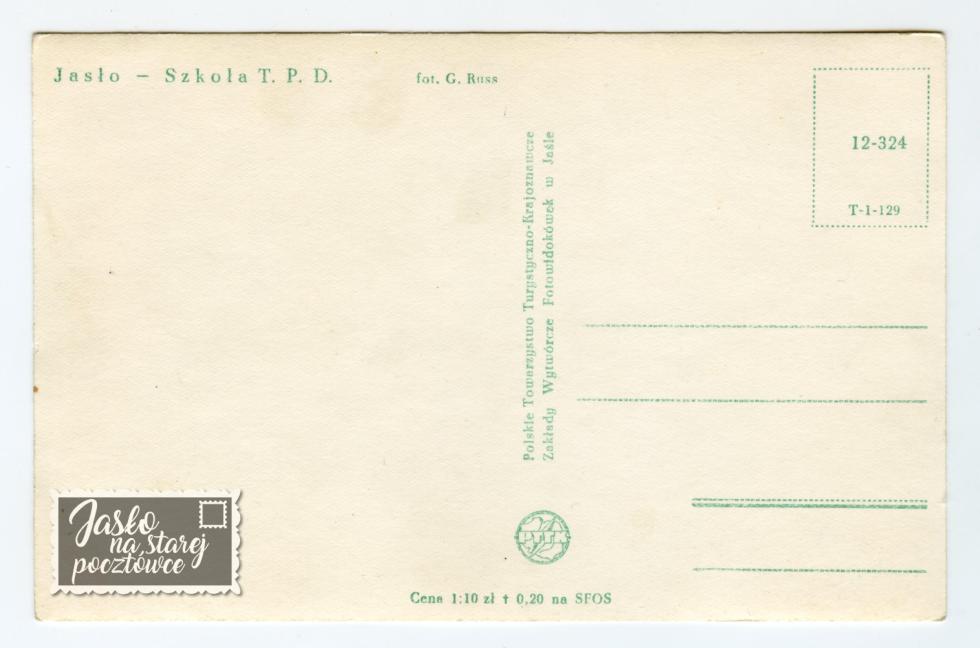 Jasło – Szkoła T. P. D.
fot. G. Russ
12-324
T-1-129
Polskie Towarzystwo Turystyczno-Krajoznawcze
Zakłady Wytwórcze Fotowidokówek w Jaśle
PTTK
Jasło
na starej
pocztówce
Cena 1:10 zł † 0,20 na SFOS